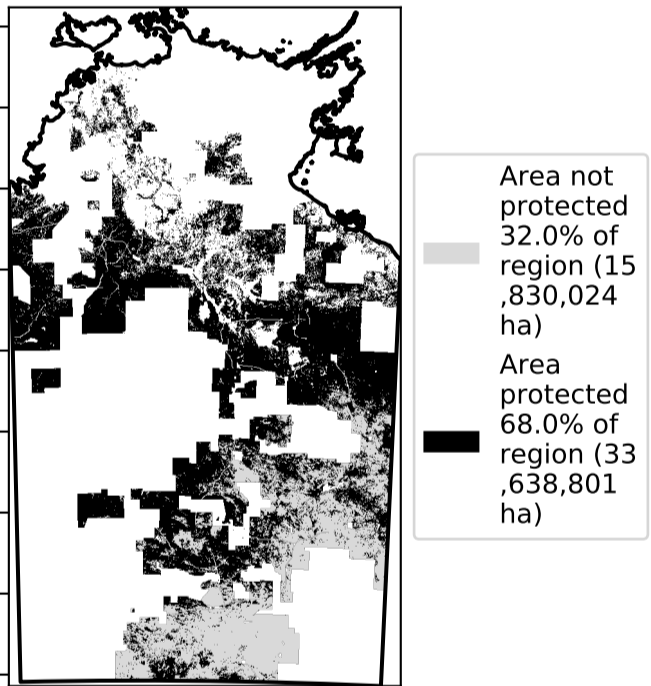 Area not
protected
32.0% of
region (15
,830,024
ha)
Area
protected
68.0% of
region (33
,638,801
ha)